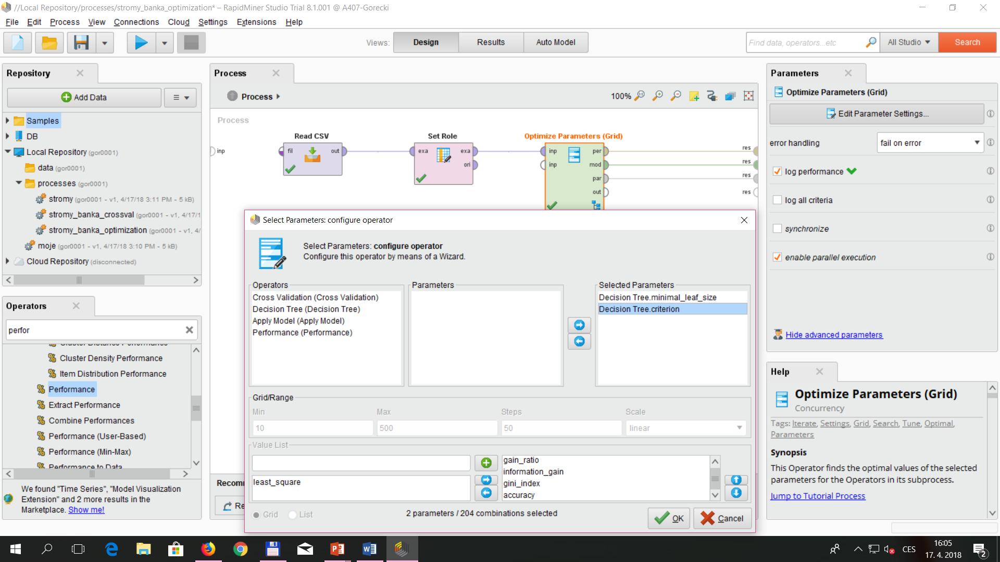 //Local Repository/processes/stromy_banka_optimization* – RapidMiner Studio Trial 8.1.001 @ A407-Gorecki
File Edit Process View Connections Cloud Settings Extensions Help
Views: Design Results Auto Model
Find data, operators...etc All Studio Search
Repository
Add Data
Samples
DB
Local Repository (gor0001)
data (gor0001)
processes (gor0001)
stromy (gor0001 - v1, 4/17/18 3:11 PM - 5 kB)
stromy_banka_crossval (gor0001 - v1, 4/17/1
stromy_banka_optimization (gor0001 - v1, 4/
moje (gor0001 - v1, 4/17/18 3:10 PM - 5 kB)
Cloud Repository (disconnected)
Operators
perfor
Cluster Distance Performance
Cluster Density Performance
Item Distribution Performance
Performance
Extract Performance
Combine Performances
Performance (User-Based)
Performance (Min-Max)
Performance to Data
We found "Time Series", "Model Visualization
Extension" and 2 more results in the
Marketplace. Show me!
Process
Process
100%
Process
Read CSV Set Role Optimize Parameters (Grid)
inp fil out exa exa inp per res
ori inp mod res
par res
out res
Recomm
Re
Select Parameters: configure operator
Select Parameters: configure operator
Configure this operator by means of a Wizard.
Operators
Cross Validation (Cross Validation)
Decision Tree (Decision Tree)
Apply Model (Apply Model)
Performance (Performance)
Parameters
Selected Parameters
Decision Tree.minimal_leaf_size
Decision Tree.criterion
Grid/Range
Min Max Steps Scale
10 500 50 linear
Value List
least_square
gain_ratio
information_gain
gini_index
accuracy
Grid List
2 parameters / 204 combinations selected
OK Cancel
Parameters
Optimize Parameters (Grid)
Edit Parameter Settings...
error handling fail on error
log performance
log all criteria
synchronize
enable parallel execution
Hide advanced parameters
Help
Optimize Parameters (Grid)
Concurrency
Tags: Iterate, Settings, Grid, Search, Tune, Optimal,
Parameters
Synopsis
This Operator finds the optimal values of the selected
parameters for the Operators in its subprocess.
Jump to Tutorial Process
CES
16:05
17. 4. 2018
2